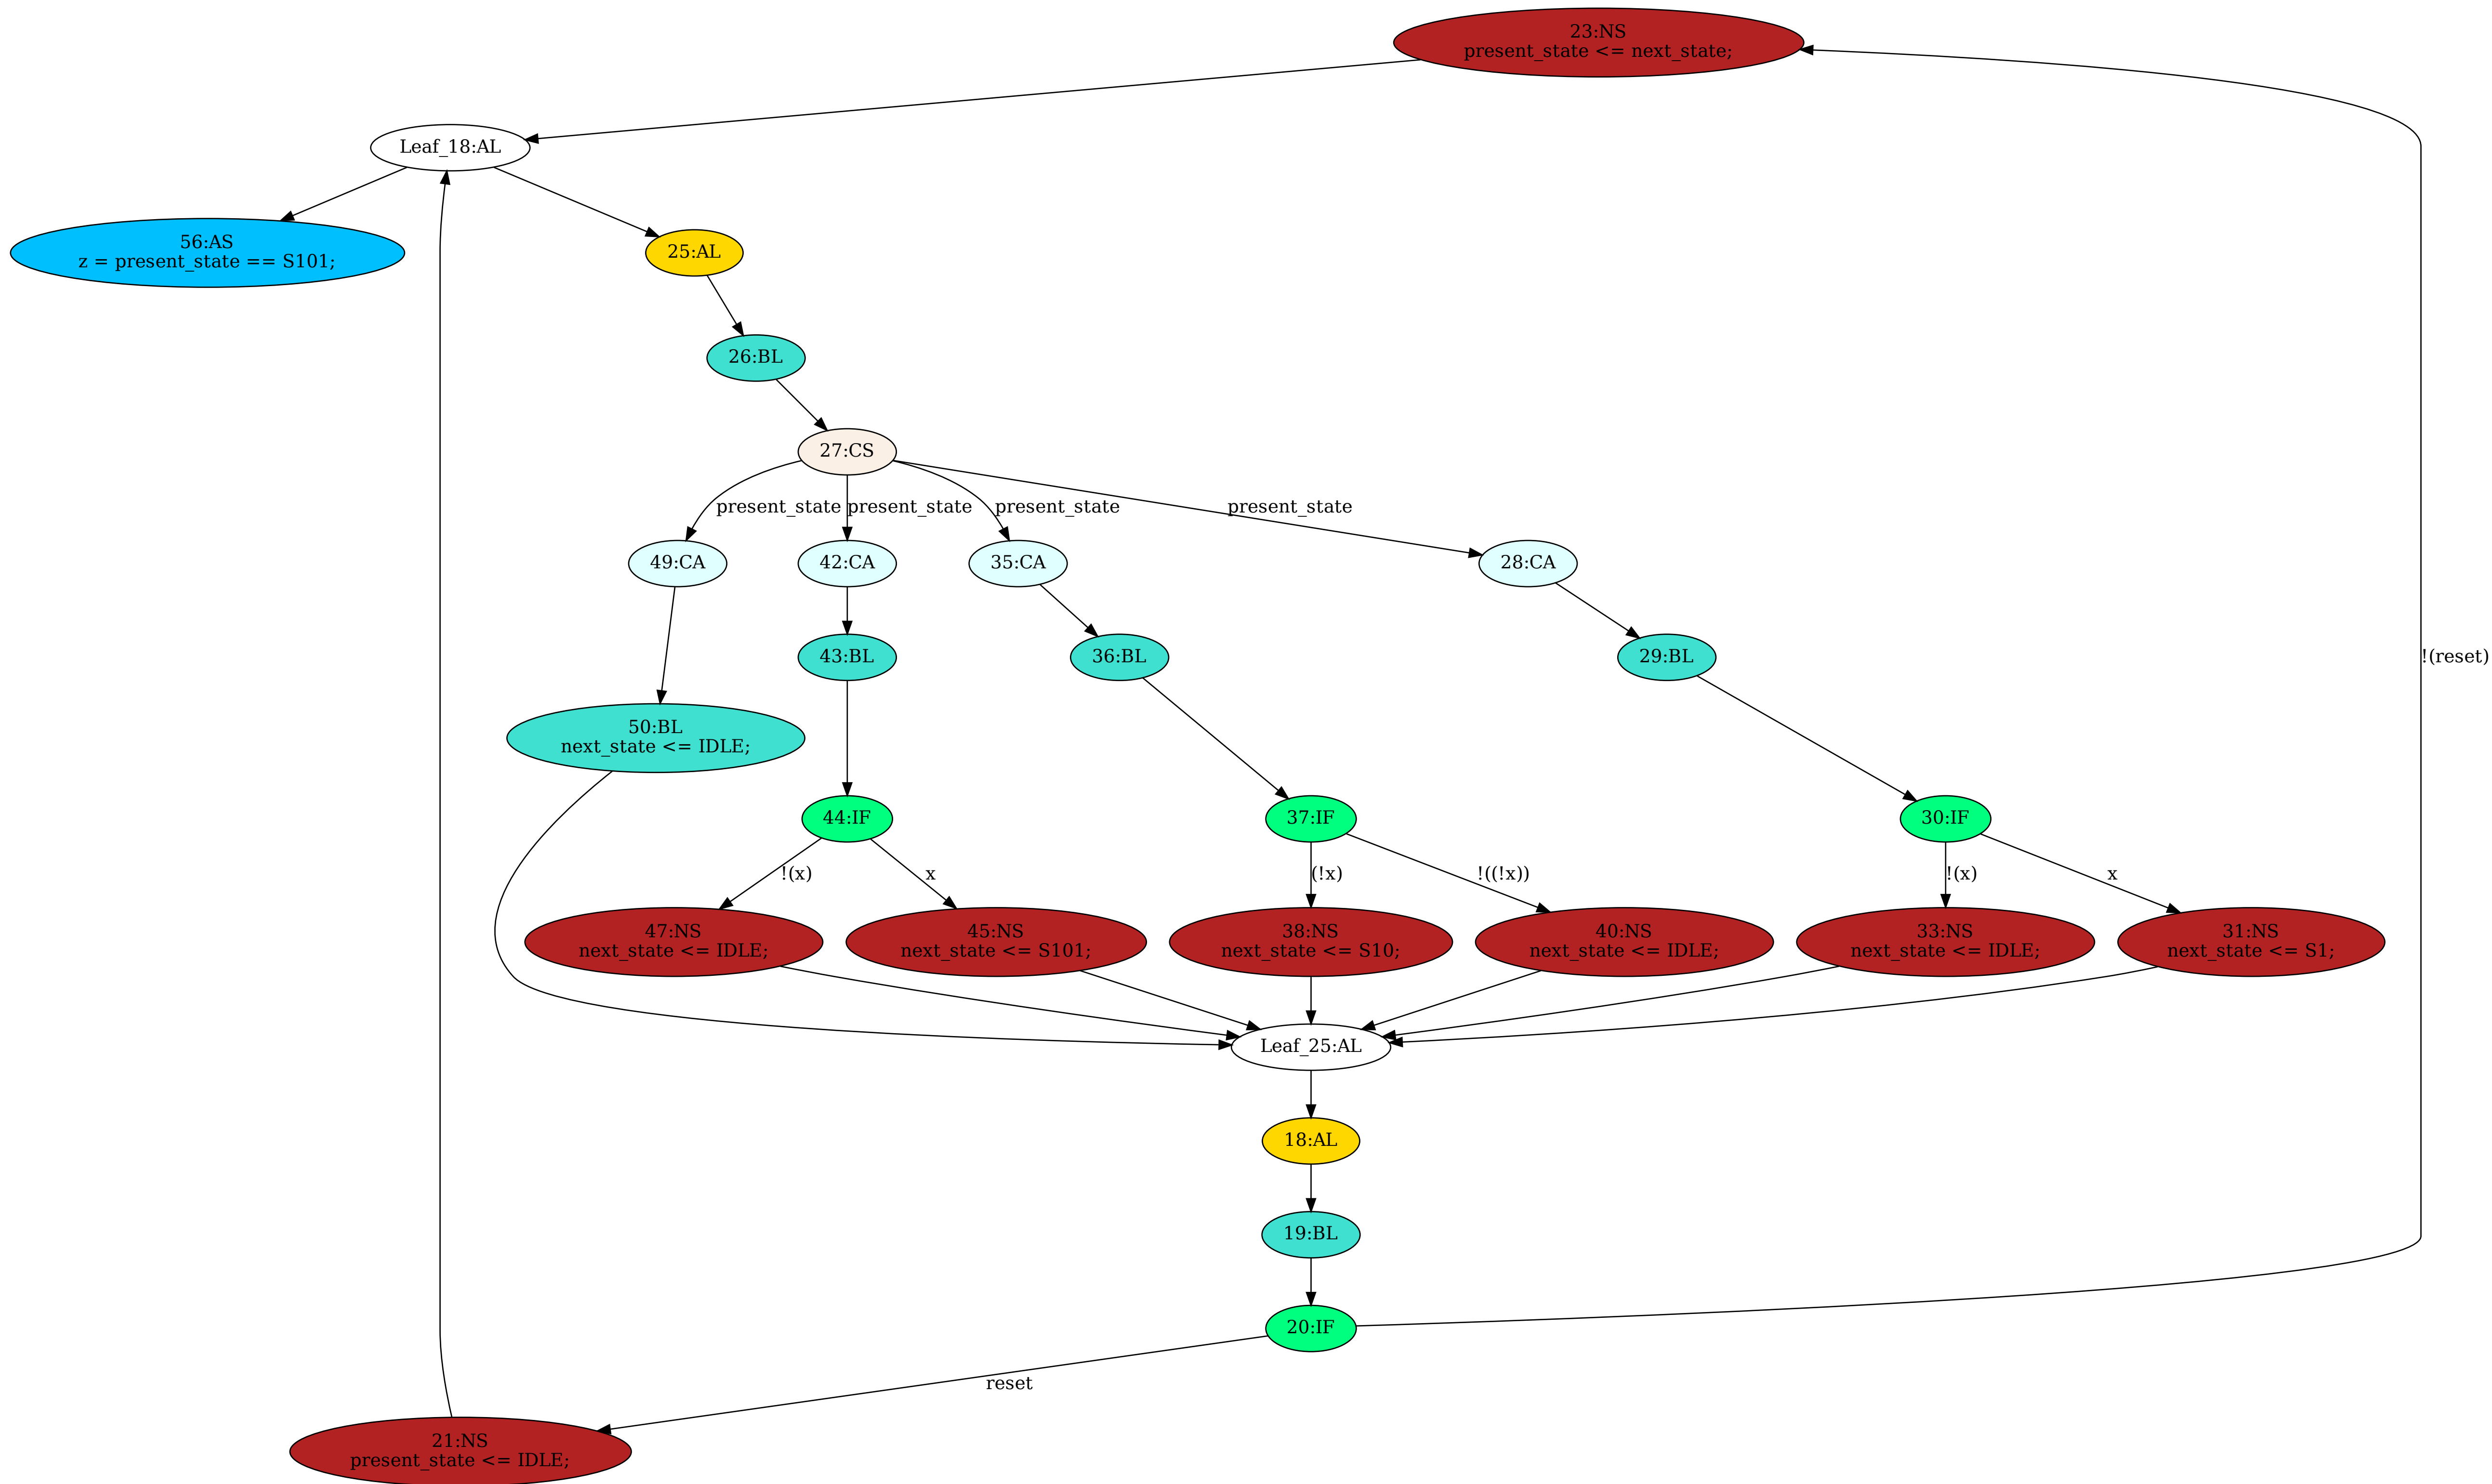 23:NS
present_state <= next_state;
Leaf_18:AL
56:AS
z = present_state == S101;
25:AL
26:BL
27:CS
present_state
present_state
present_state
present_state
49:CA
42:CA
35:CA
28:CA
43:BL
36:BL
29:BL
!(reset)
50:BL
next_state <= IDLE;
44:IF
37:IF
30:IF
!(x)
x
(!x)
!((!x))
!(x)
x
47:NS
next_state <= IDLE;
45:NS
next_state <= S101;
38:NS
next_state <= S10;
40:NS
next_state <= IDLE;
33:NS
next_state <= IDLE;
31:NS
next_state <= S1;
Leaf_25:AL
18:AL
19:BL
20:IF
reset
21:NS
present_state <= IDLE;